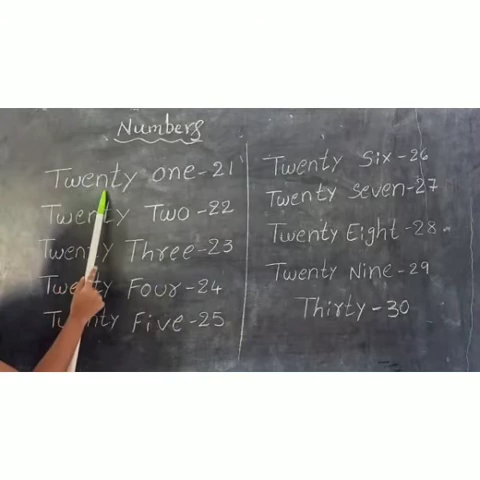 Numbers
Twenty one-21
Twenty Two-22
Twenty Three-23
Twenty Four-24
Twenty Five-25
Twenty Six-26
Twenty Seven-27
Twenty Eight-28
Twenty Nine-29
Thirty-30